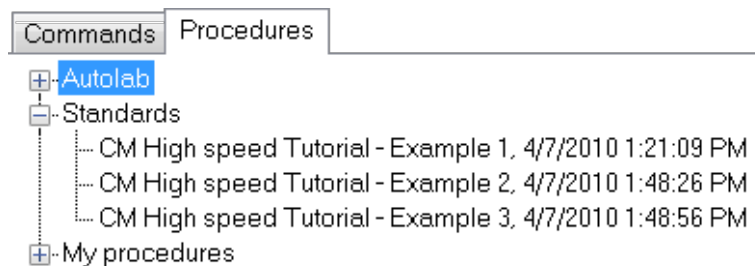 Commands Procedures
Autolab
Standards
CM High speed Tutorial - Example 1, 4/7/2010 1:21:09 PM
CM High speed Tutorial - Example 2, 4/7/2010 1:48:26 PM
CM High speed Tutorial - Example 3, 4/7/2010 1:48:56 PM
My procedures